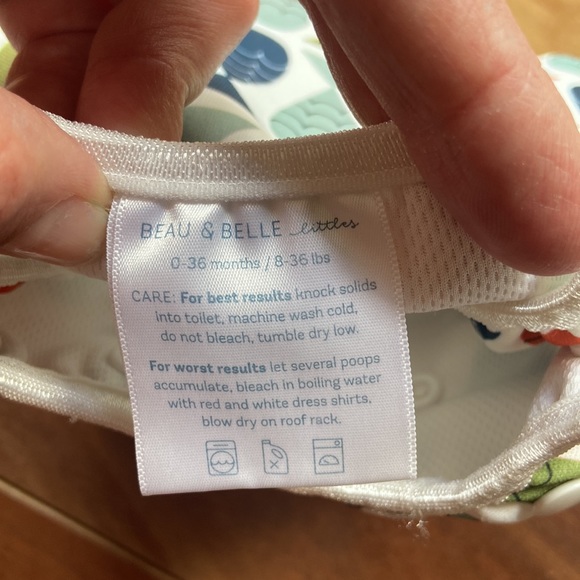 BEAU & BELLE littles
0-36 months / 8-36 lbs
CARE: For best results knock solids
into toilet, machine wash cold,
do not bleach, tumble dry low.
For worst results let several poops
accumulate, bleach in boiling water
with red and white dress shirts,
blow dry on roof rack.